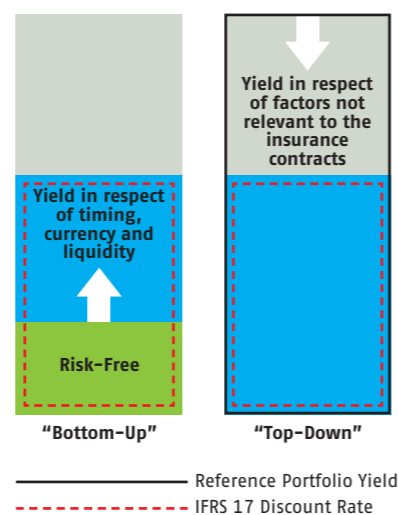 Yield in respect
of timing,
currency and
liquidity
Risk-Free
"Bottom-Up"
Yield in respect
of factors not
relevant to the
insurance
contracts
"Top-Down"
Reference Portfolio Yield
IFRS 17 Discount Rate